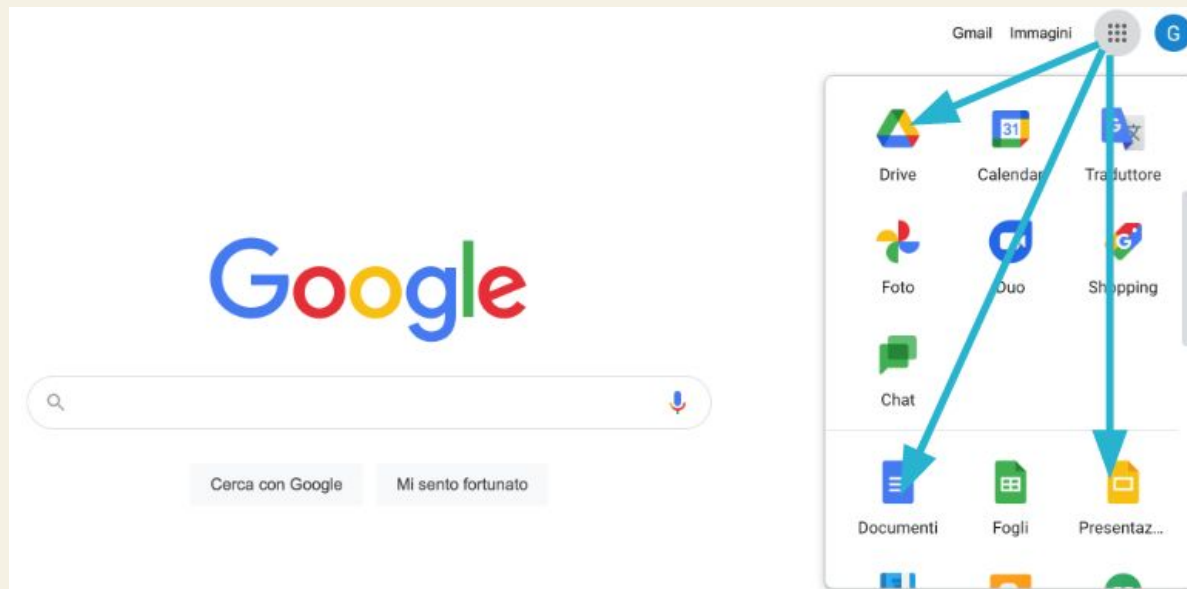 Gmail Immagini G
31
G 文
Drive Calendar Traduttore
G
Foto Duo Shopping
Chat
Google
Cerca con Google Mi sento fortunato
Documenti Fogli Presentaz...